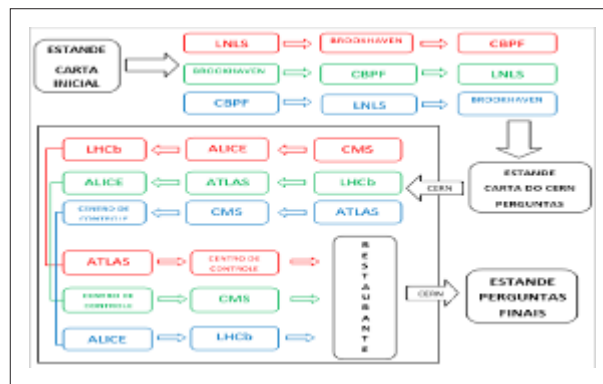 ESTANDE
CARTA
INICIAL
LNLS
BROOKHAVEN
CBPF
BROOKHAVEN
CBPF
LNLS
CBPF
LNLS
BROOKHAVEN
LHCb
ALICE
CMS
ALICE
ATLAS
LHCb
CENTRO DE
CONTROLE
CMS
ATLAS
CERN
ESTANDE
CARTA DO CERN
PERGUNTAS
ATLAS
CENTRO DE
CONTROLE
CENTRO DE
CONTROLE
CMS
ALICE
LHCb
R
E
S
T
A
U
R
A
N
T
E
CERN
ESTANDE
PERGUNTAS
FINAIS